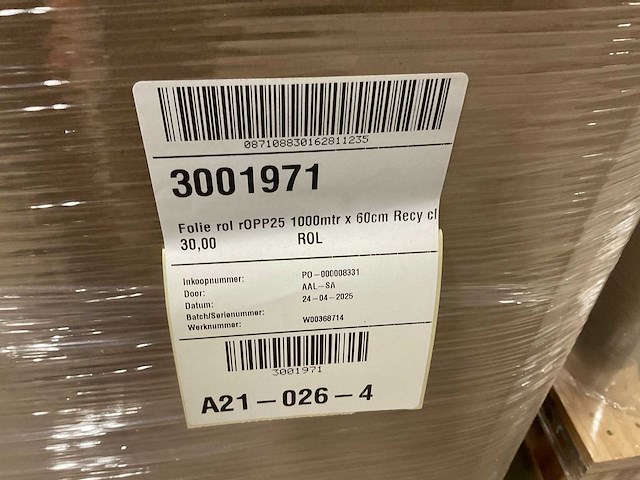 087108830162811235
3001971
Folie rol rOPP25 1000mtr x 60cm Recy cl
30,00 ROL
Inkoopnummer: PO-000008331
Door: AAL-SA
Datum: 24-04-2025
Batch/Serienummer:
Werknummer: W00368714
3001971
A21-026-4